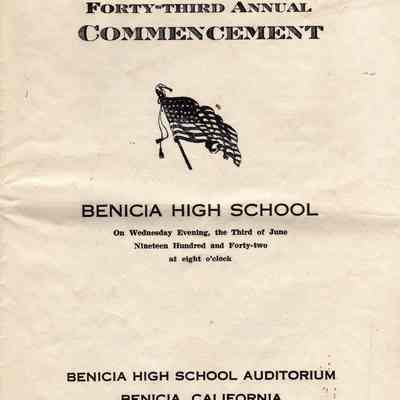 Forty-third Annual
Commencement
BENICIA HIGH SCHOOL
On Wednesday Evening, the Third of June
Nineteen Hundred and Forty-two
at eight o'clock
BENICIA HIGH SCHOOL AUDITORIUM
BENICIA, CALIFORNIA